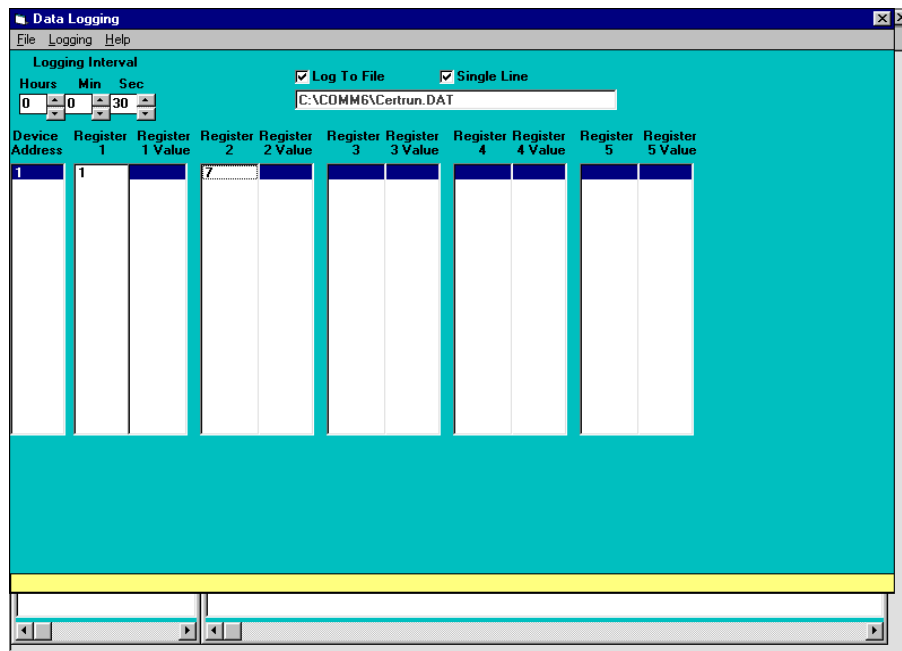 Data Logging
File Logging Help
Logging Interval
Hours Min Sec
0 0 30
Log To File Single Line
C:\COMM6\Certrun.DAT
Device Register Register Register Register Register Register Register Register Register Register
Address 1 1 Value 2 2 Value 3 3 Value 4 4 Value 5 5 Value
1 1 7